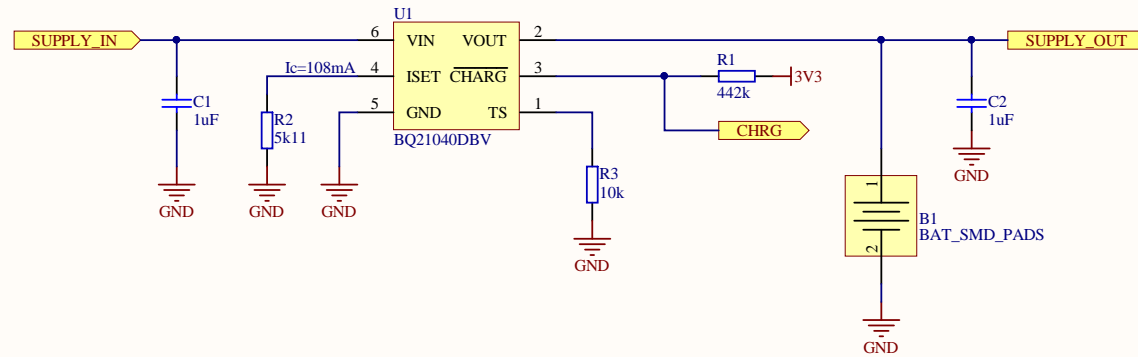 U1
SUPPLY_IN
6 VIN VOUT 2
SUPPLY_OUT
Ic=108mA 4 ISET CHARG 3
R1
442k
3V3
5 GND TS 1
BQ21040DBV
CHRG
C1
1uF
R2
5k11
R3
10k
C2
1uF
GND
GND
GND
GND
GND
1
2
B1
BAT_SMD_PADS
GND